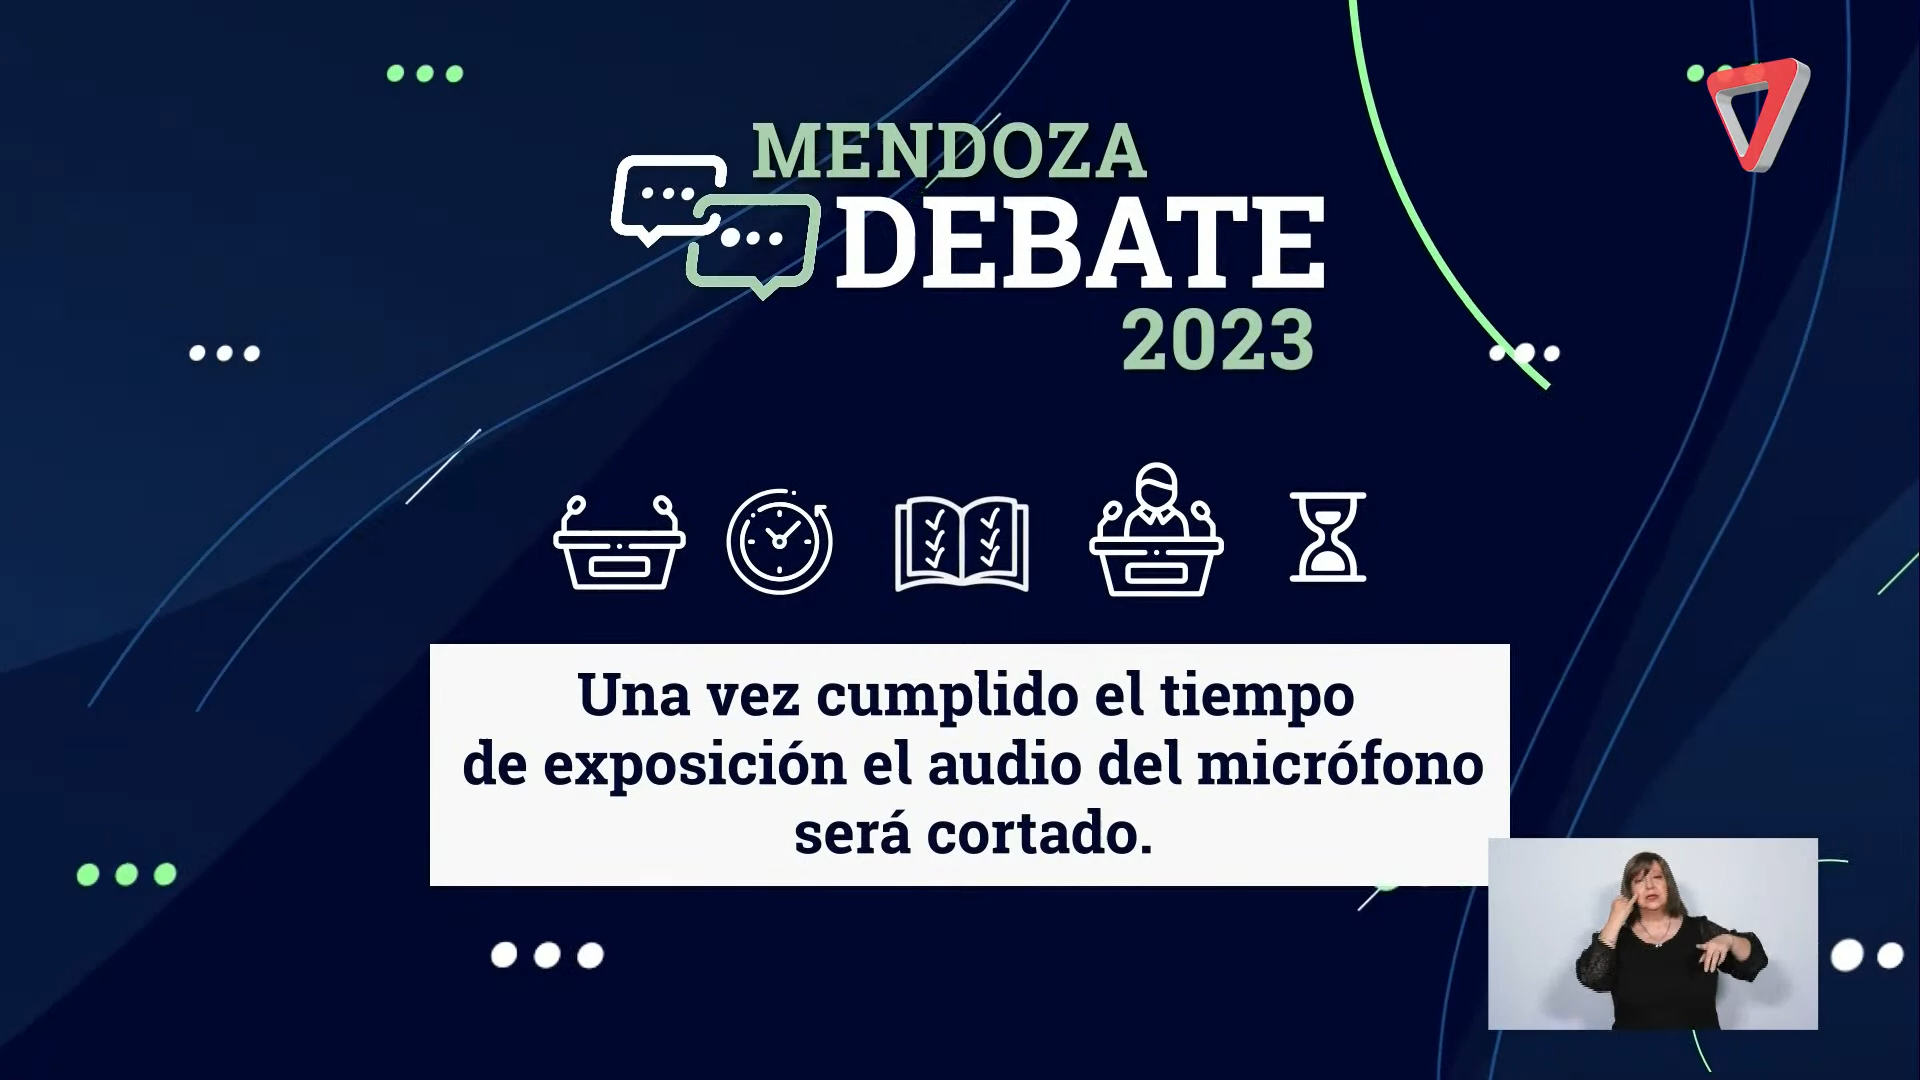 MENDOZA
DEBATE
2023
Una vez cumplido el tiempo
de exposición el audio del micrófono
será cortado.